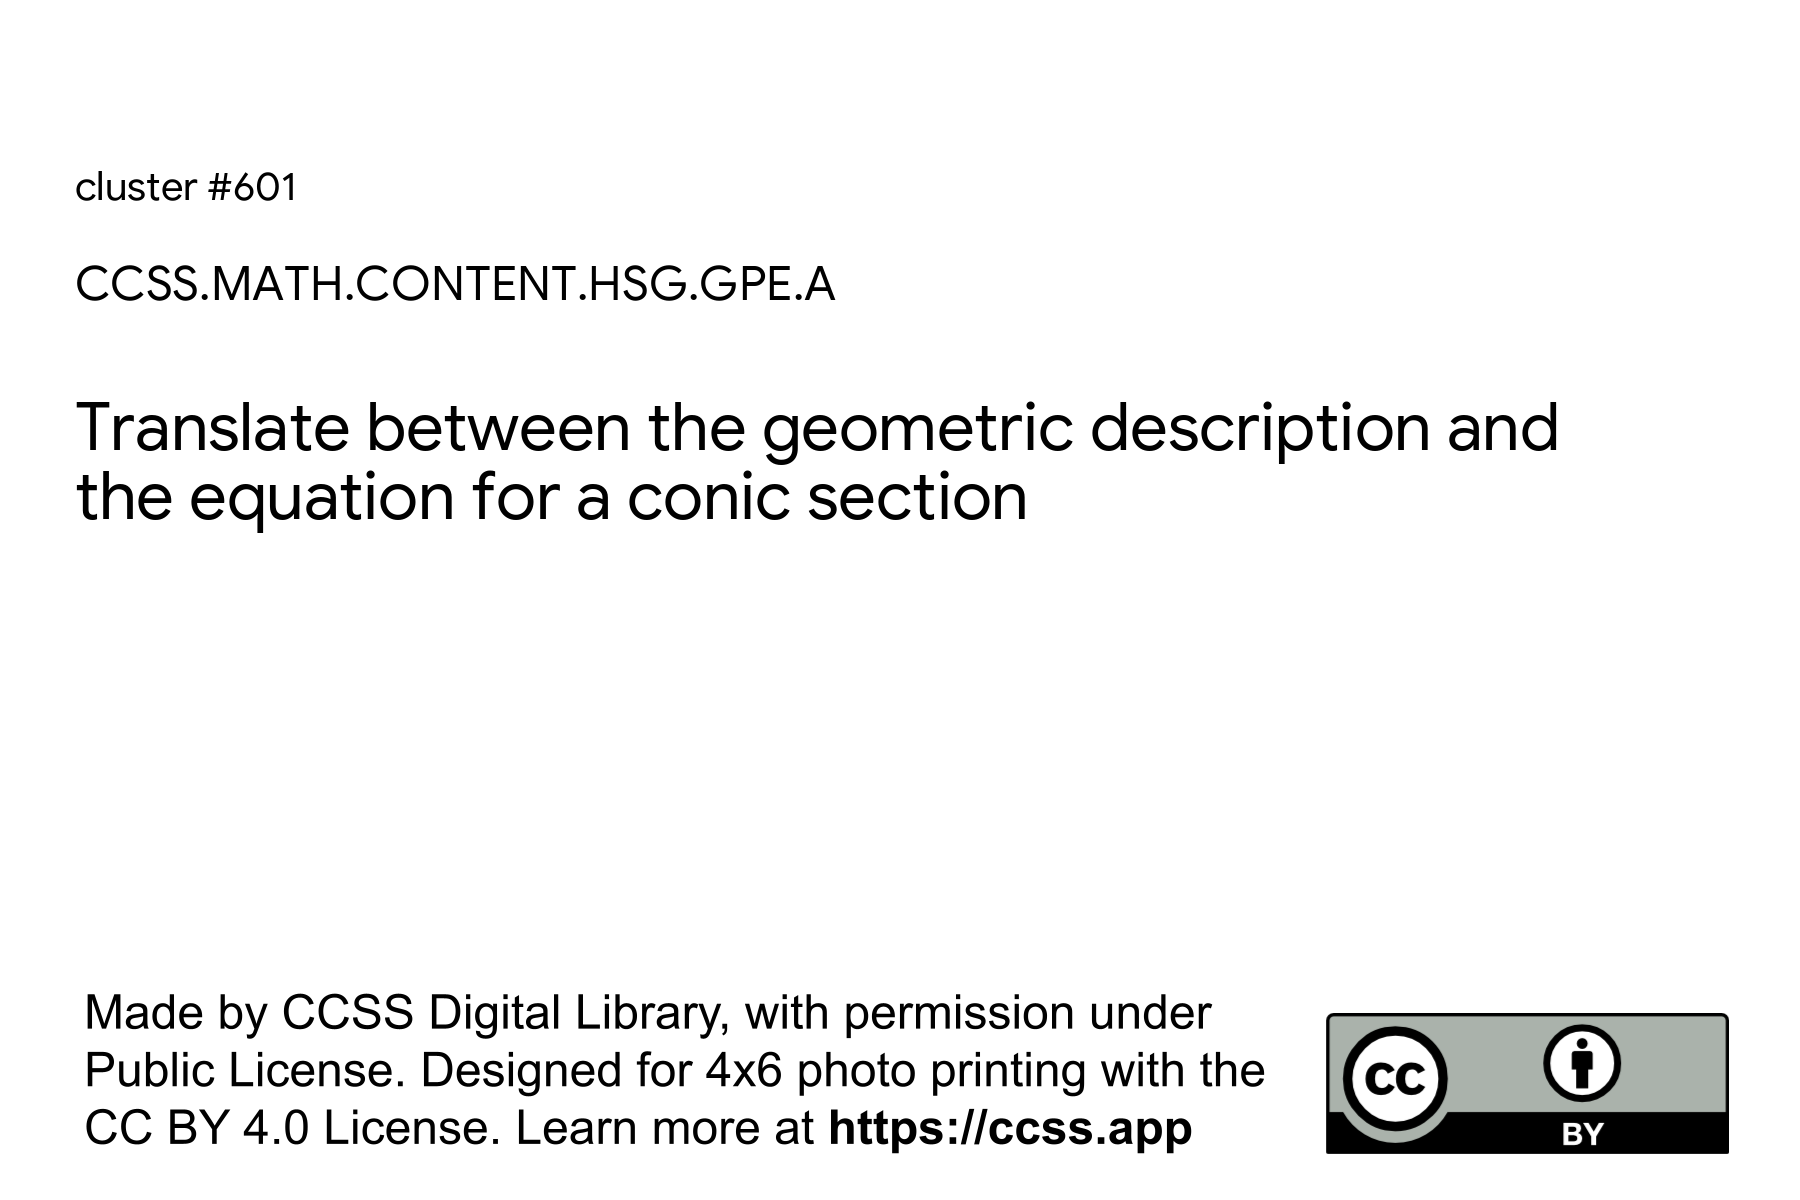 cluster #601
CCSS.MATH.CONTENT.HSG.GPE.A
Translate between the geometric description and
the equation for a conic section
Made by CCSS Digital Library, with permission under
Public License. Designed for 4x6 photo printing with the
CC BY 4.0 License. Learn more at https://ccss.app
cc
BY